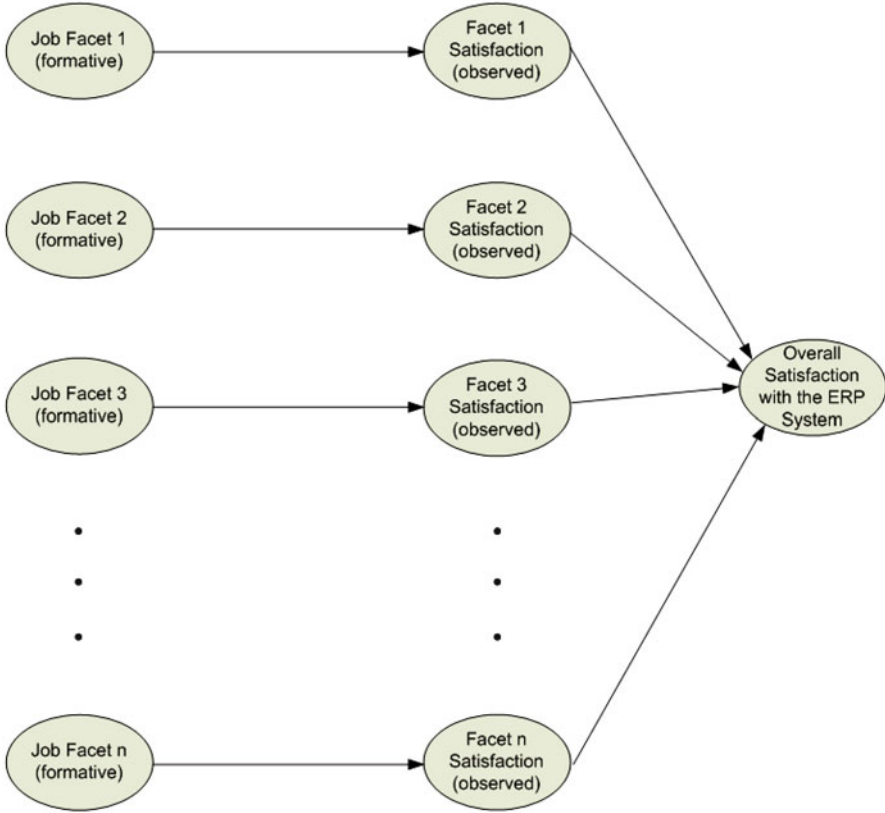 Job Facet 1
(formative)
Facet 1
Satisfaction
(observed)
Job Facet 2
(formative)
Facet 2
Satisfaction
(observed)
Job Facet 3
(formative)
Facet 3
Satisfaction
(observed)
Overall
Satisfaction
with the ERP
System
Job Facet n
(formative)
Facet n
Satisfaction
(observed)